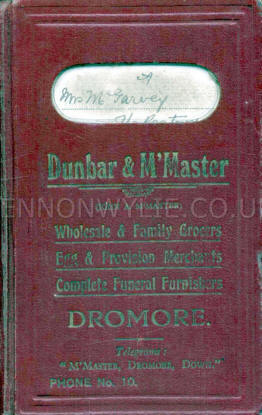 Mrs McGarvey
Dunbar & M'Master
Wholesale & Family Grocers
Egg & Provision Merchants
Complete Funeral Furnishers
DROMORE.
Telegrams:
"M'MASTER, DROMORE, DOWN."
PHONE No. 10.